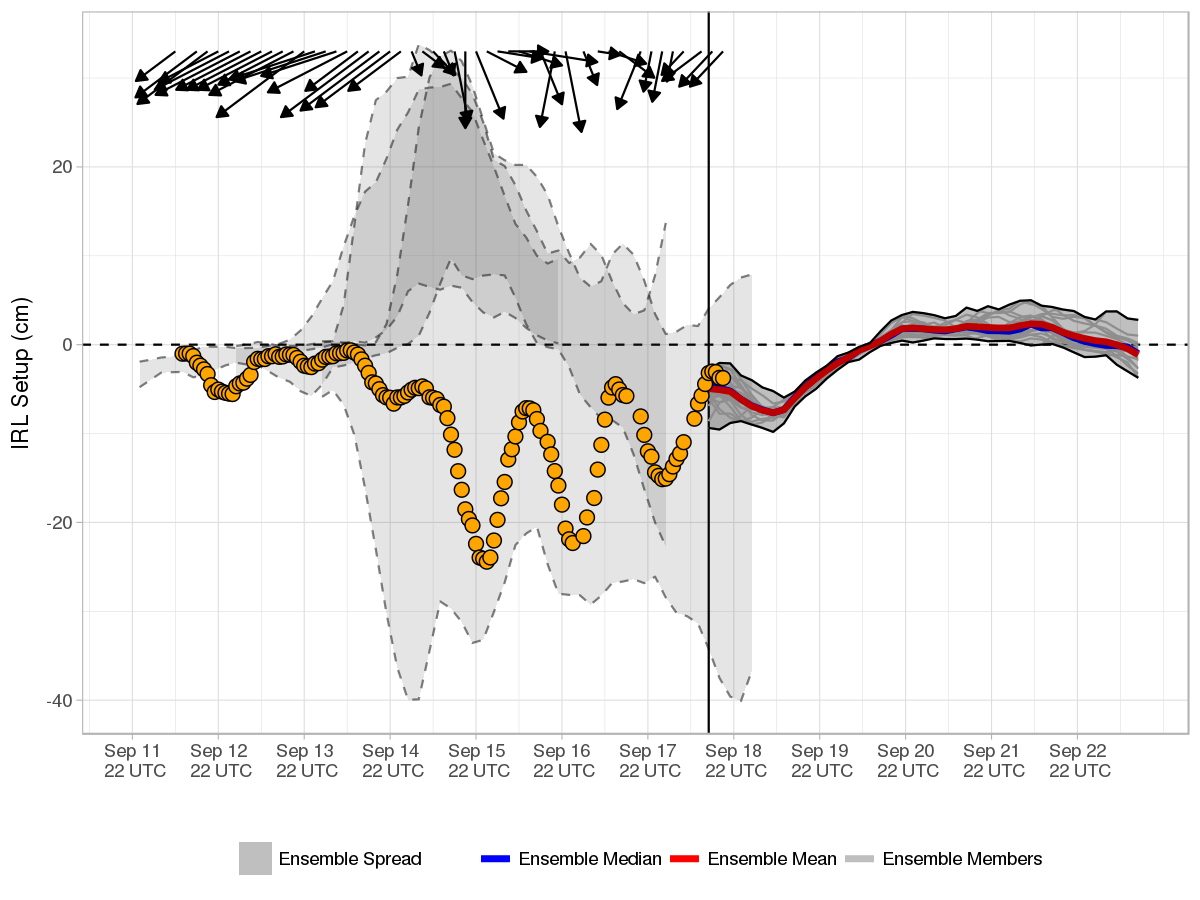 IRL Setup (cm)
20
0
-20
-40
Sep 11 Sep 12 Sep 13 Sep 14 Sep 15 Sep 16 Sep 17 Sep 18 Sep 19 Sep 20 Sep 21 Sep 22
22 UTC 22 UTC 22 UTC 22 UTC 22 UTC 22 UTC 22 UTC 22 UTC 22 UTC 22 UTC 22 UTC 22 UTC
Ensemble Spread Ensemble Median Ensemble Mean Ensemble Members